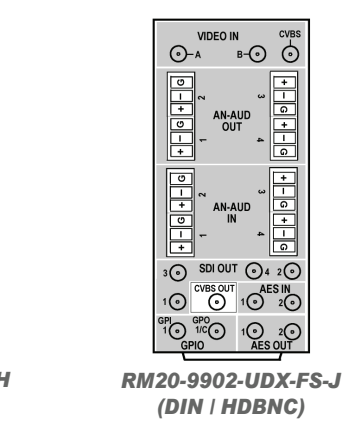 VIDEO IN CVBS
A B
G – + G – + 2 1
AN-AUD
OUT
+ – G + – G 3 4
G – + G – + 2 1
AN-AUD
IN
+ – G + – G 3 4
3 SDI OUT 4 2
1 CVBS OUT AES IN
1 2
GPI GPO
1 1/C 1 2
GPIO AES OUT
H
RM20-9902-UDX-FS-J
(DIN / HDBNC)